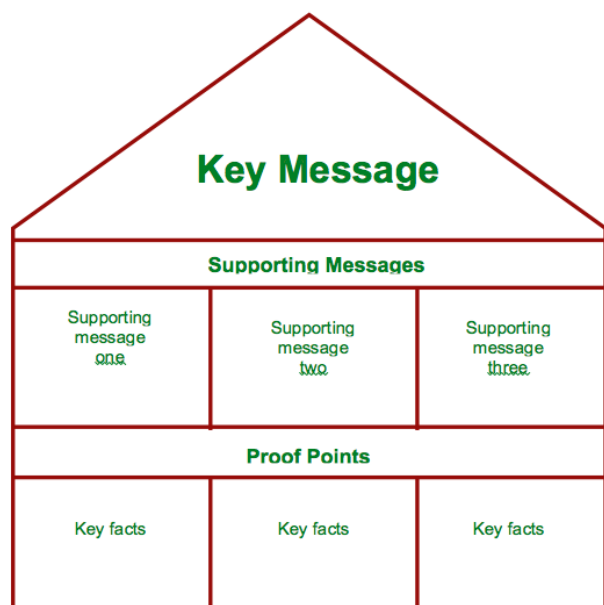 Key Message
Supporting Messages
Supporting
message
one
Supporting
message
two
Supporting
message
three
Proof Points
Key facts
Key facts
Key facts